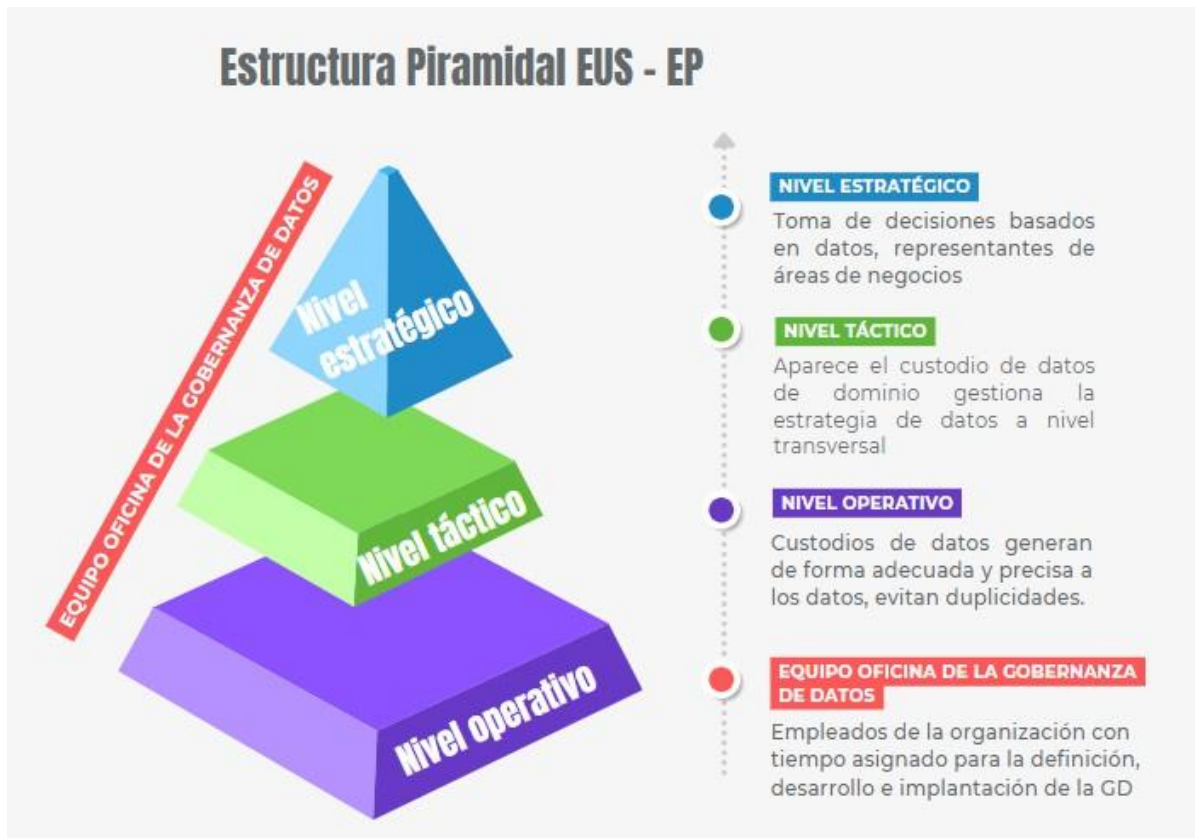 Estructura Piramidal EUS - EP
EQUIPO OFICINA DE LA GOBERNANZA DE DATOS
Nivel
estratégico
Nivel táctico
Nivel operativo
NIVEL ESTRATÉGICO
Toma de decisiones basados
en datos, representantes de
áreas de negocios
NIVEL TÁCTICO
Aparece el custodio de datos
de dominio gestiona la
estrategia de datos a nivel
transversal
NIVEL OPERATIVO
Custodios de datos generan
de forma adecuada y precisa a
los datos, evitan duplicidades.
EQUIPO OFICINA DE LA GOBERNANZA
DE DATOS
Empleados de la organización con
tiempo asignado para la definición,
desarrollo e implantación de la GD